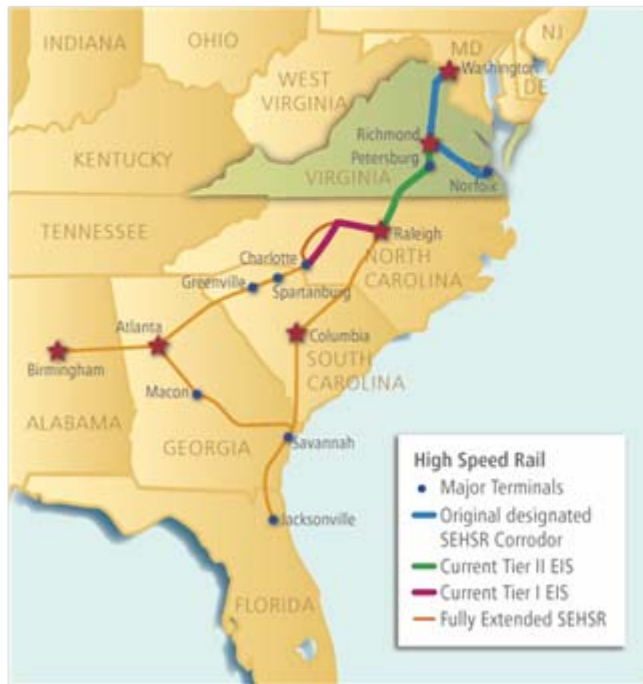 NJ
OHIO
INDIANA
MD
Washington
DE
WEST
VIRGINIA
Richmond
KENTUCKY
Petersburg
VIRGINIA
Norfolk
TENNESSEE
Raleigh
Charlotte
NORTH
CAROLINA
Greenville
Spartanburg
Atlanta
Columbia
Birmingham
SOUTH
CAROLINA
Macon
ALABAMA
GEORGIA
Savannah
High Speed Rail
Major Terminals
Original designated
SEHSR Corrodor
Current Tier II EIS
Current Tier I EIS
Fully Extended SEHSR
Jacksonville
FLORIDA